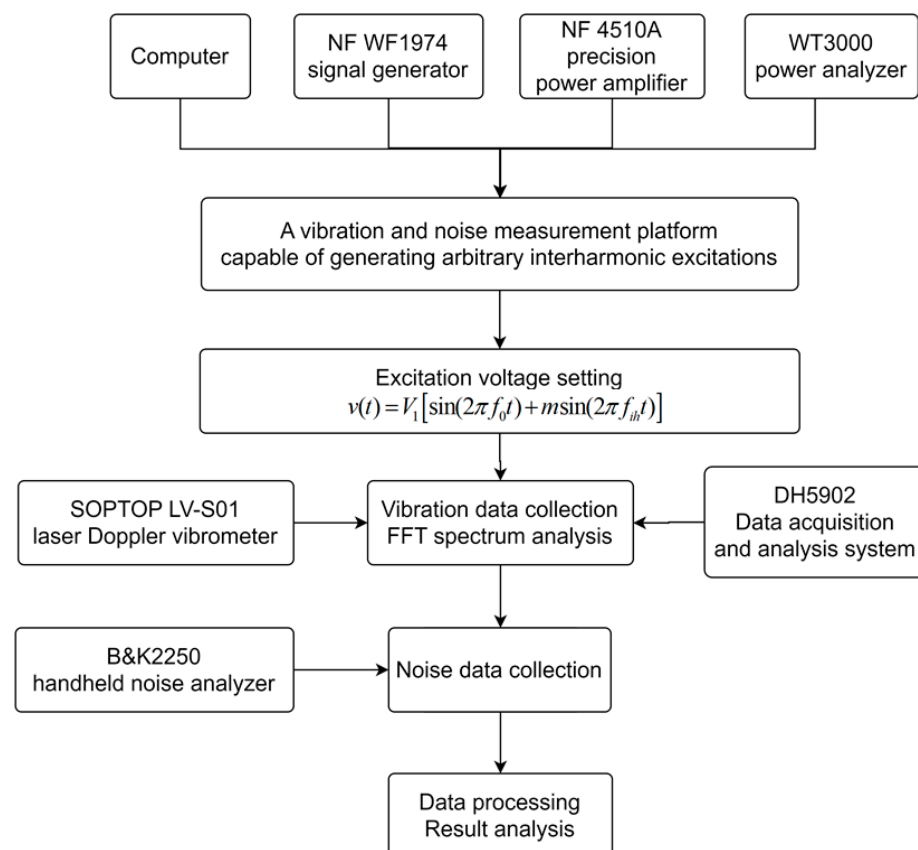 Computer
NF WF1974
signal generator
NF 4510A
precision
power amplifier
WT3000
power analyzer
A vibration and noise measurement platform
capable of generating arbitrary interharmonic excitations
Excitation voltage setting
v(t) = V₁[sin(2πf₀t) + msin(2πfᵢₕt)]
SOPTOP LV-S01
laser Doppler vibrometer
Vibration data collection
FFT spectrum analysis
DH5902
Data acquisition
and analysis system
B&K2250
handheld noise analyzer
Noise data collection
Data processing
Result analysis